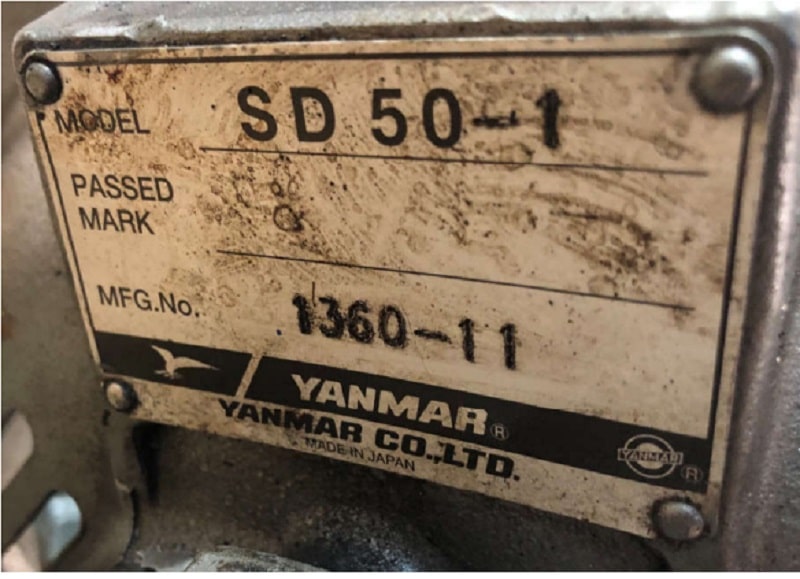 MODEL SD 50-1
PASSED
MARK
MFG.No. 1360-11
YANMAR®
YANMAR CO.,LTD.
MADE IN JAPAN
YANMAR ®